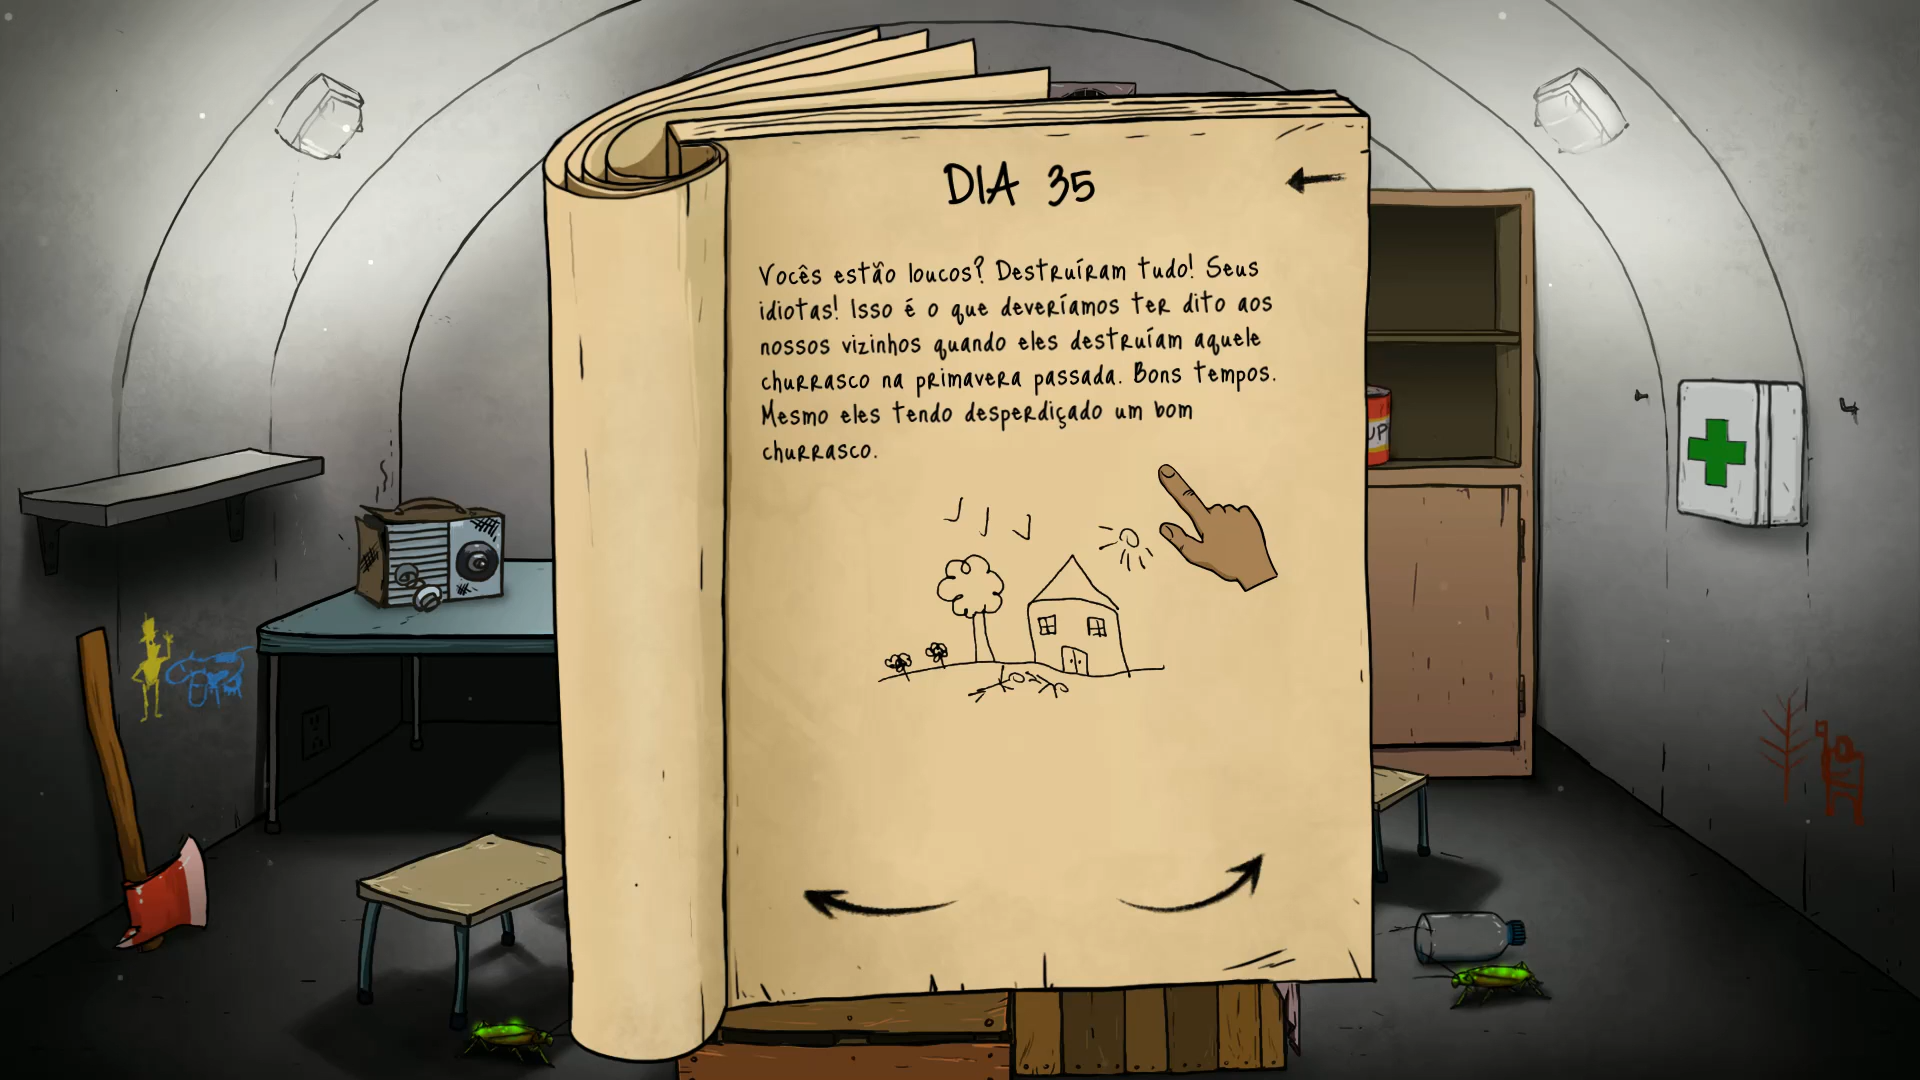 DIA 35
Vocês estão loucos? Destruíram tudo! Seus
idiotas! Isso é o que deveríamos ter dito aos
nossos vizinhos quando eles destruíam aquele
churrasco na primavera passada. Bons tempos.
Mesmo eles tendo desperdiçado um bom
churrasco.
UP